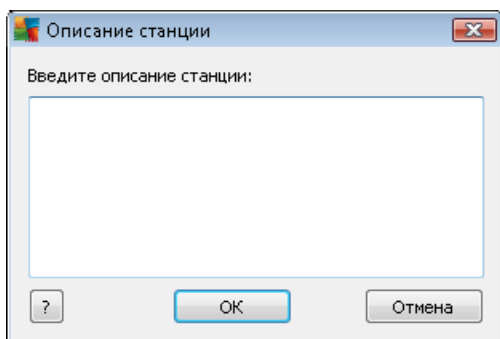 Описание станции
Введите описание станции:
?
OK
Отмена